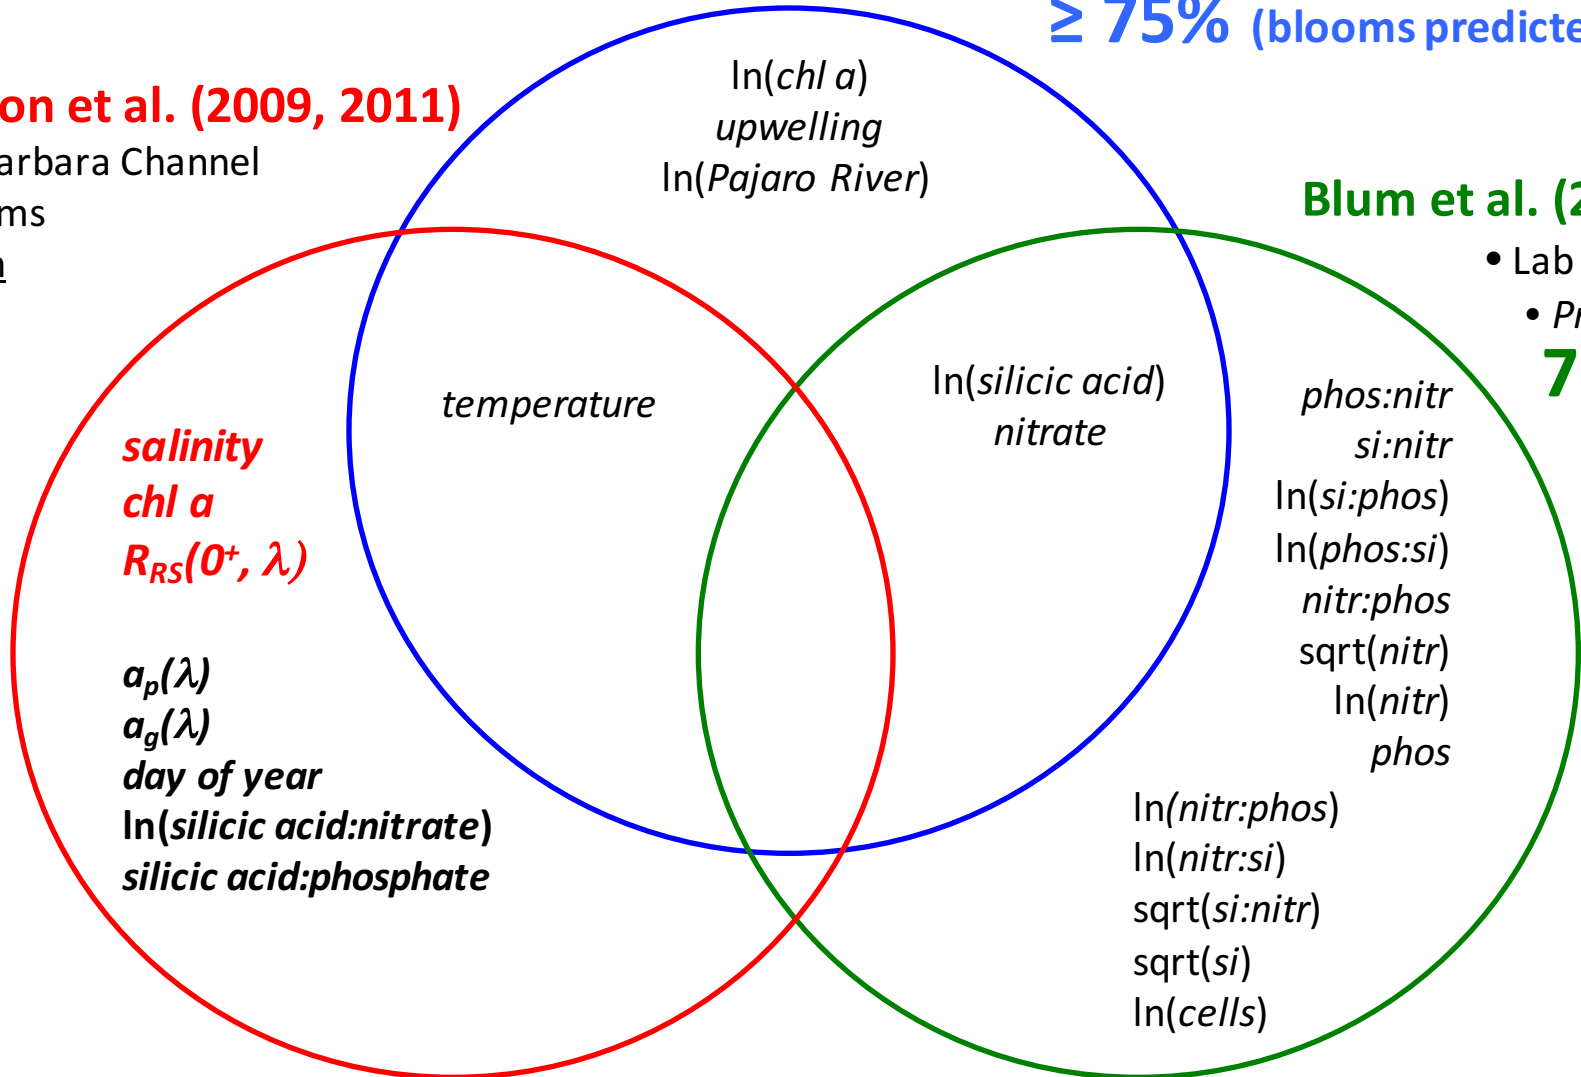 ≥ 75% (blooms predicte
on et al. (2009, 2011)
arbara Channel
ms
Blum et al. (2
• Lab
• Pr
7
ln(chl a)
upwelling
ln(Pajaro River)
temperature
ln(silicic acid)
nitrate
salinity
chl a
R_RS(0⁺, λ)
a_p(λ)
a_g(λ)
day of year
ln(silicic acid:nitrate)
silicic acid:phosphate
phos:nitr
si:nitr
ln(si:phos)
ln(phos:si)
nitr:phos
sqrt(nitr)
ln(nitr)
phos
ln(nitr:phos)
ln(nitr:si)
sqrt(si:nitr)
sqrt(si)
ln(cells)